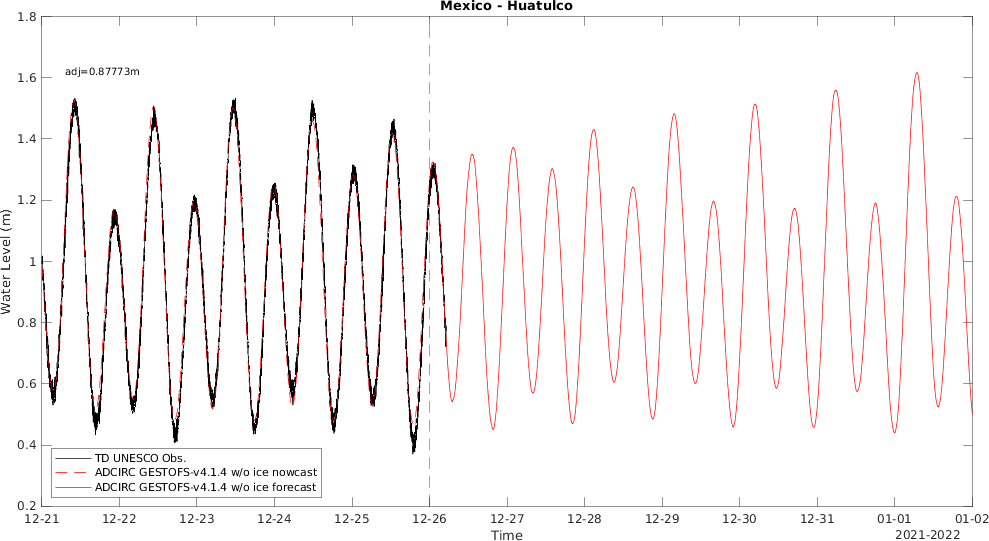 Mexico - Huatulco
1.8
1.6
1.4
1.2
1
0.8
0.6
0.4
0.2
Water Level (m)
adj=0.87773m
TD UNESCO Obs.
ADCIRC GESTOFS-v4.1.4 w/o ice nowcast
ADCIRC GESTOFS-v4.1.4 w/o ice forecast
12-21 12-22 12-23 12-24 12-25 12-26 12-27 12-28 12-29 12-30 12-31 01-01 01-02
Time
2021-2022